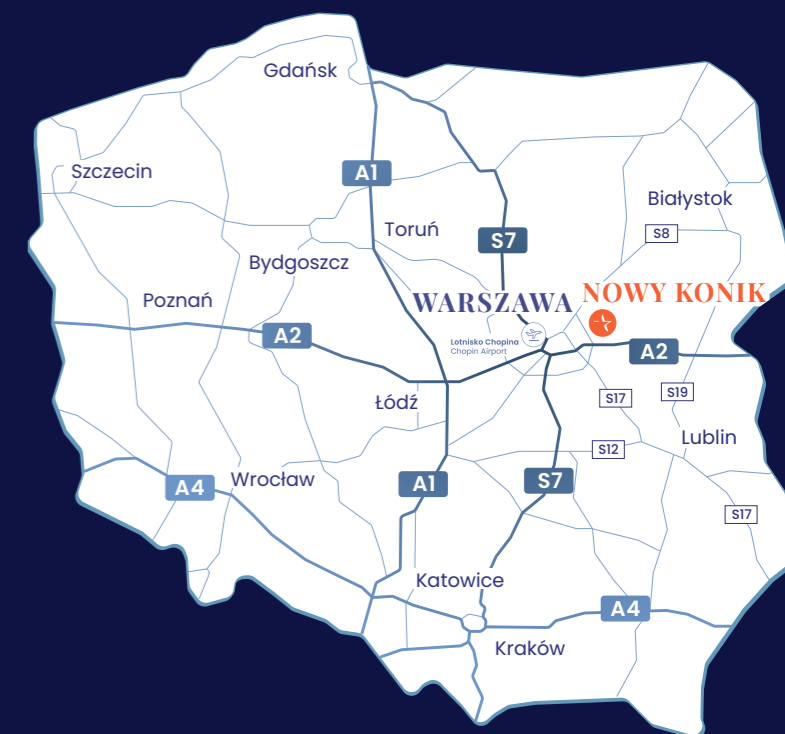 Gdańsk
Szczecin
A1
Białystok
Toruń
S8
S7
Bydgoszcz
WARSZAWA
NOWY KONIK
Poznań
A2
Lotnisko Chopina
Chopin Airport
A2
Łódź
S17
S19
Lublin
S12
Wrocław
A4
A1
S7
S17
Katowice
A4
Kraków